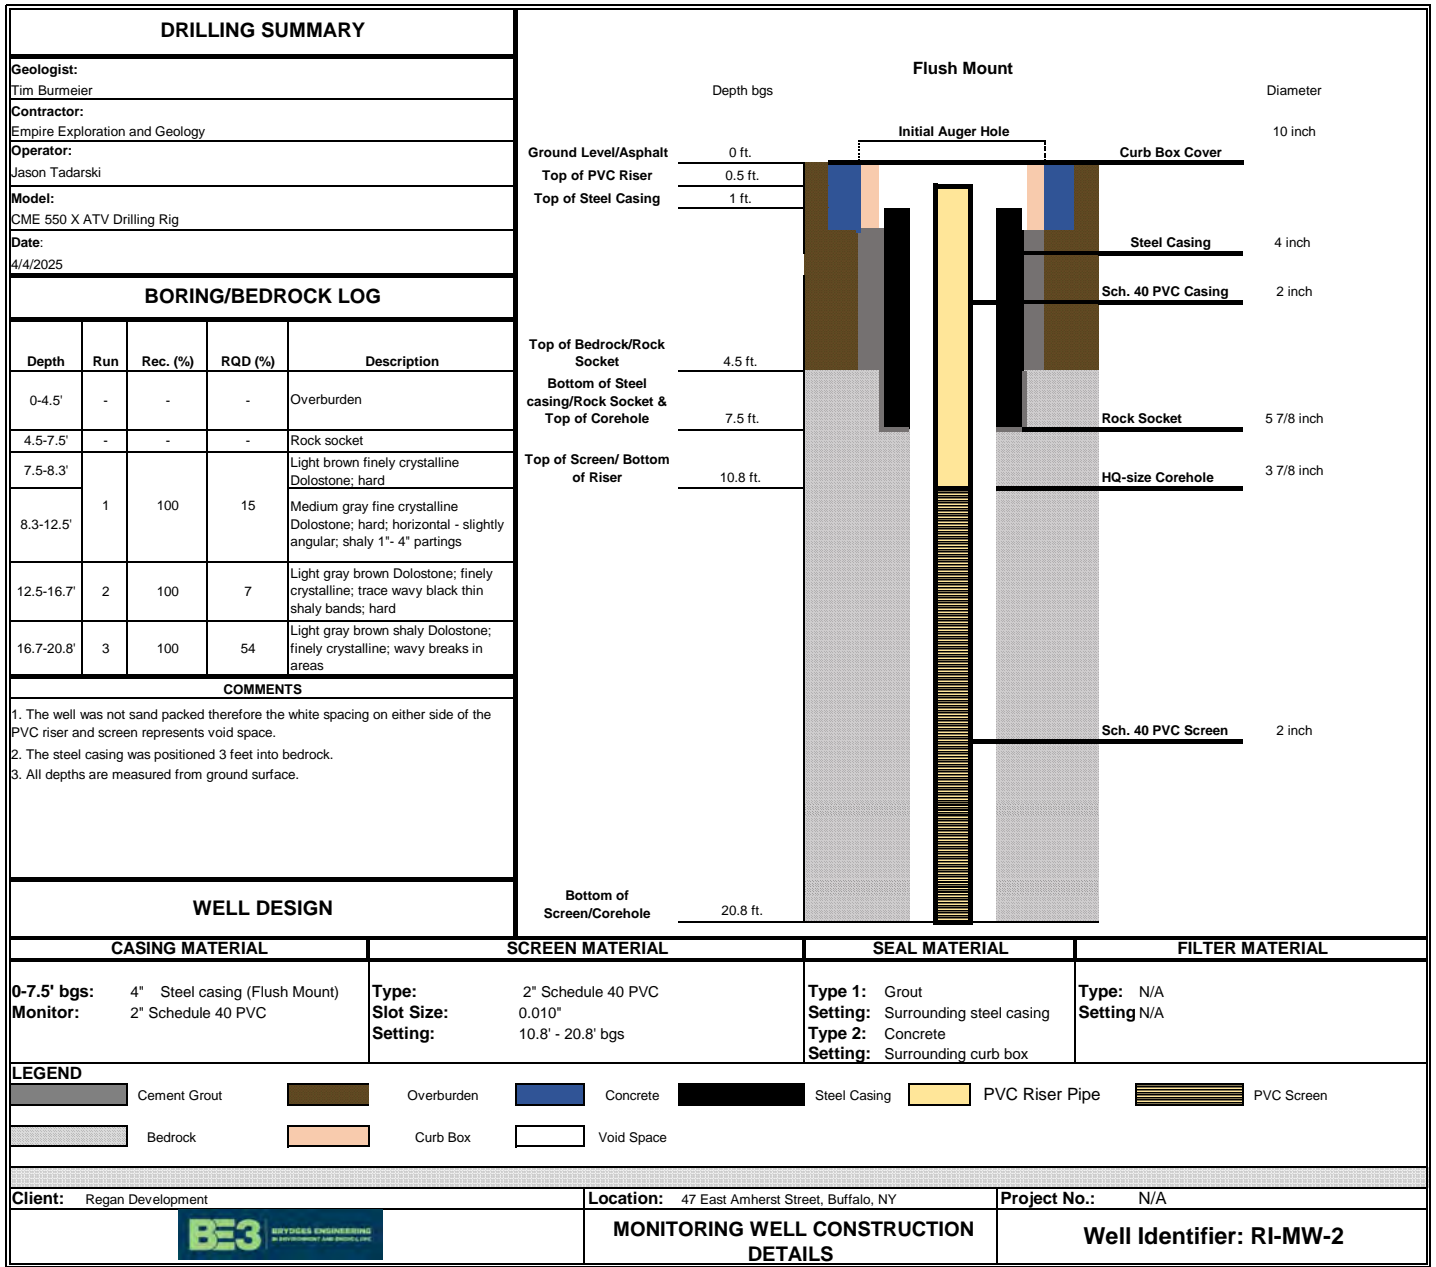 DRILLING SUMMARY
Geologist:
Tim Burmeier
Contractor:
Empire Exploration and Geology
Operator:
Jason Tadarski
Model:
CME 550 X ATV Drilling Rig
Date:
4/4/2025
BORING/BEDROCK LOG
Depth Run Rec. (%) RQD (%) Description
0-4.5' - - - Overburden
4.5-7.5' - - - Rock socket
7.5-8.3' Light brown finely crystalline
Dolostone; hard
1 100 15
8.3-12.5' Medium gray fine crystalline
Dolostone; hard; horizontal - slightly
angular; shaly 1"- 4" partings
12.5-16.7' 2 100 7 Light gray brown Dolostone; finely
crystalline; trace wavy black thin
shaly bands; hard
16.7-20.8' 3 100 54 Light gray brown shaly Dolostone;
finely crystalline; wavy breaks in
areas
COMMENTS
1. The well was not sand packed therefore the white spacing on either side of the
PVC riser and screen represents void space.
2. The steel casing was positioned 3 feet into bedrock.
3. All depths are measured from ground surface.
WELL DESIGN
Flush Mount
Depth bgs Diameter
Initial Auger Hole 10 inch
Ground Level/Asphalt 0 ft. Curb Box Cover
Top of PVC Riser 0.5 ft.
Top of Steel Casing 1 ft.
Steel Casing 4 inch
Sch. 40 PVC Casing 2 inch
Top of Bedrock/Rock
Socket 4.5 ft.
Bottom of Steel
casing/Rock Socket &
Top of Corehole 7.5 ft. Rock Socket 5 7/8 inch
Top of Screen/ Bottom
of Riser 10.8 ft. HQ-size Corehole 3 7/8 inch
Sch. 40 PVC Screen 2 inch
Bottom of
Screen/Corehole 20.8 ft.
CASING MATERIAL
0-7.5' bgs: 4" Steel casing (Flush Mount)
Monitor: 2" Schedule 40 PVC
SCREEN MATERIAL
Type: 2" Schedule 40 PVC
Slot Size: 0.010"
Setting: 10.8' - 20.8' bgs
SEAL MATERIAL
Type 1: Grout
Setting: Surrounding steel casing
Type 2: Concrete
Setting: Surrounding curb box
FILTER MATERIAL
Type: N/A
Setting N/A
LEGEND
Cement Grout Overburden Concrete Steel Casing PVC Riser Pipe PVC Screen
Bedrock Curb Box Void Space
Client: Regan Development
Location: 47 East Amherst Street, Buffalo, NY
Project No.: N/A
BE3 BRYDGES ENGINEERING
MONITORING WELL CONSTRUCTION
DETAILS
Well Identifier: RI-MW-2